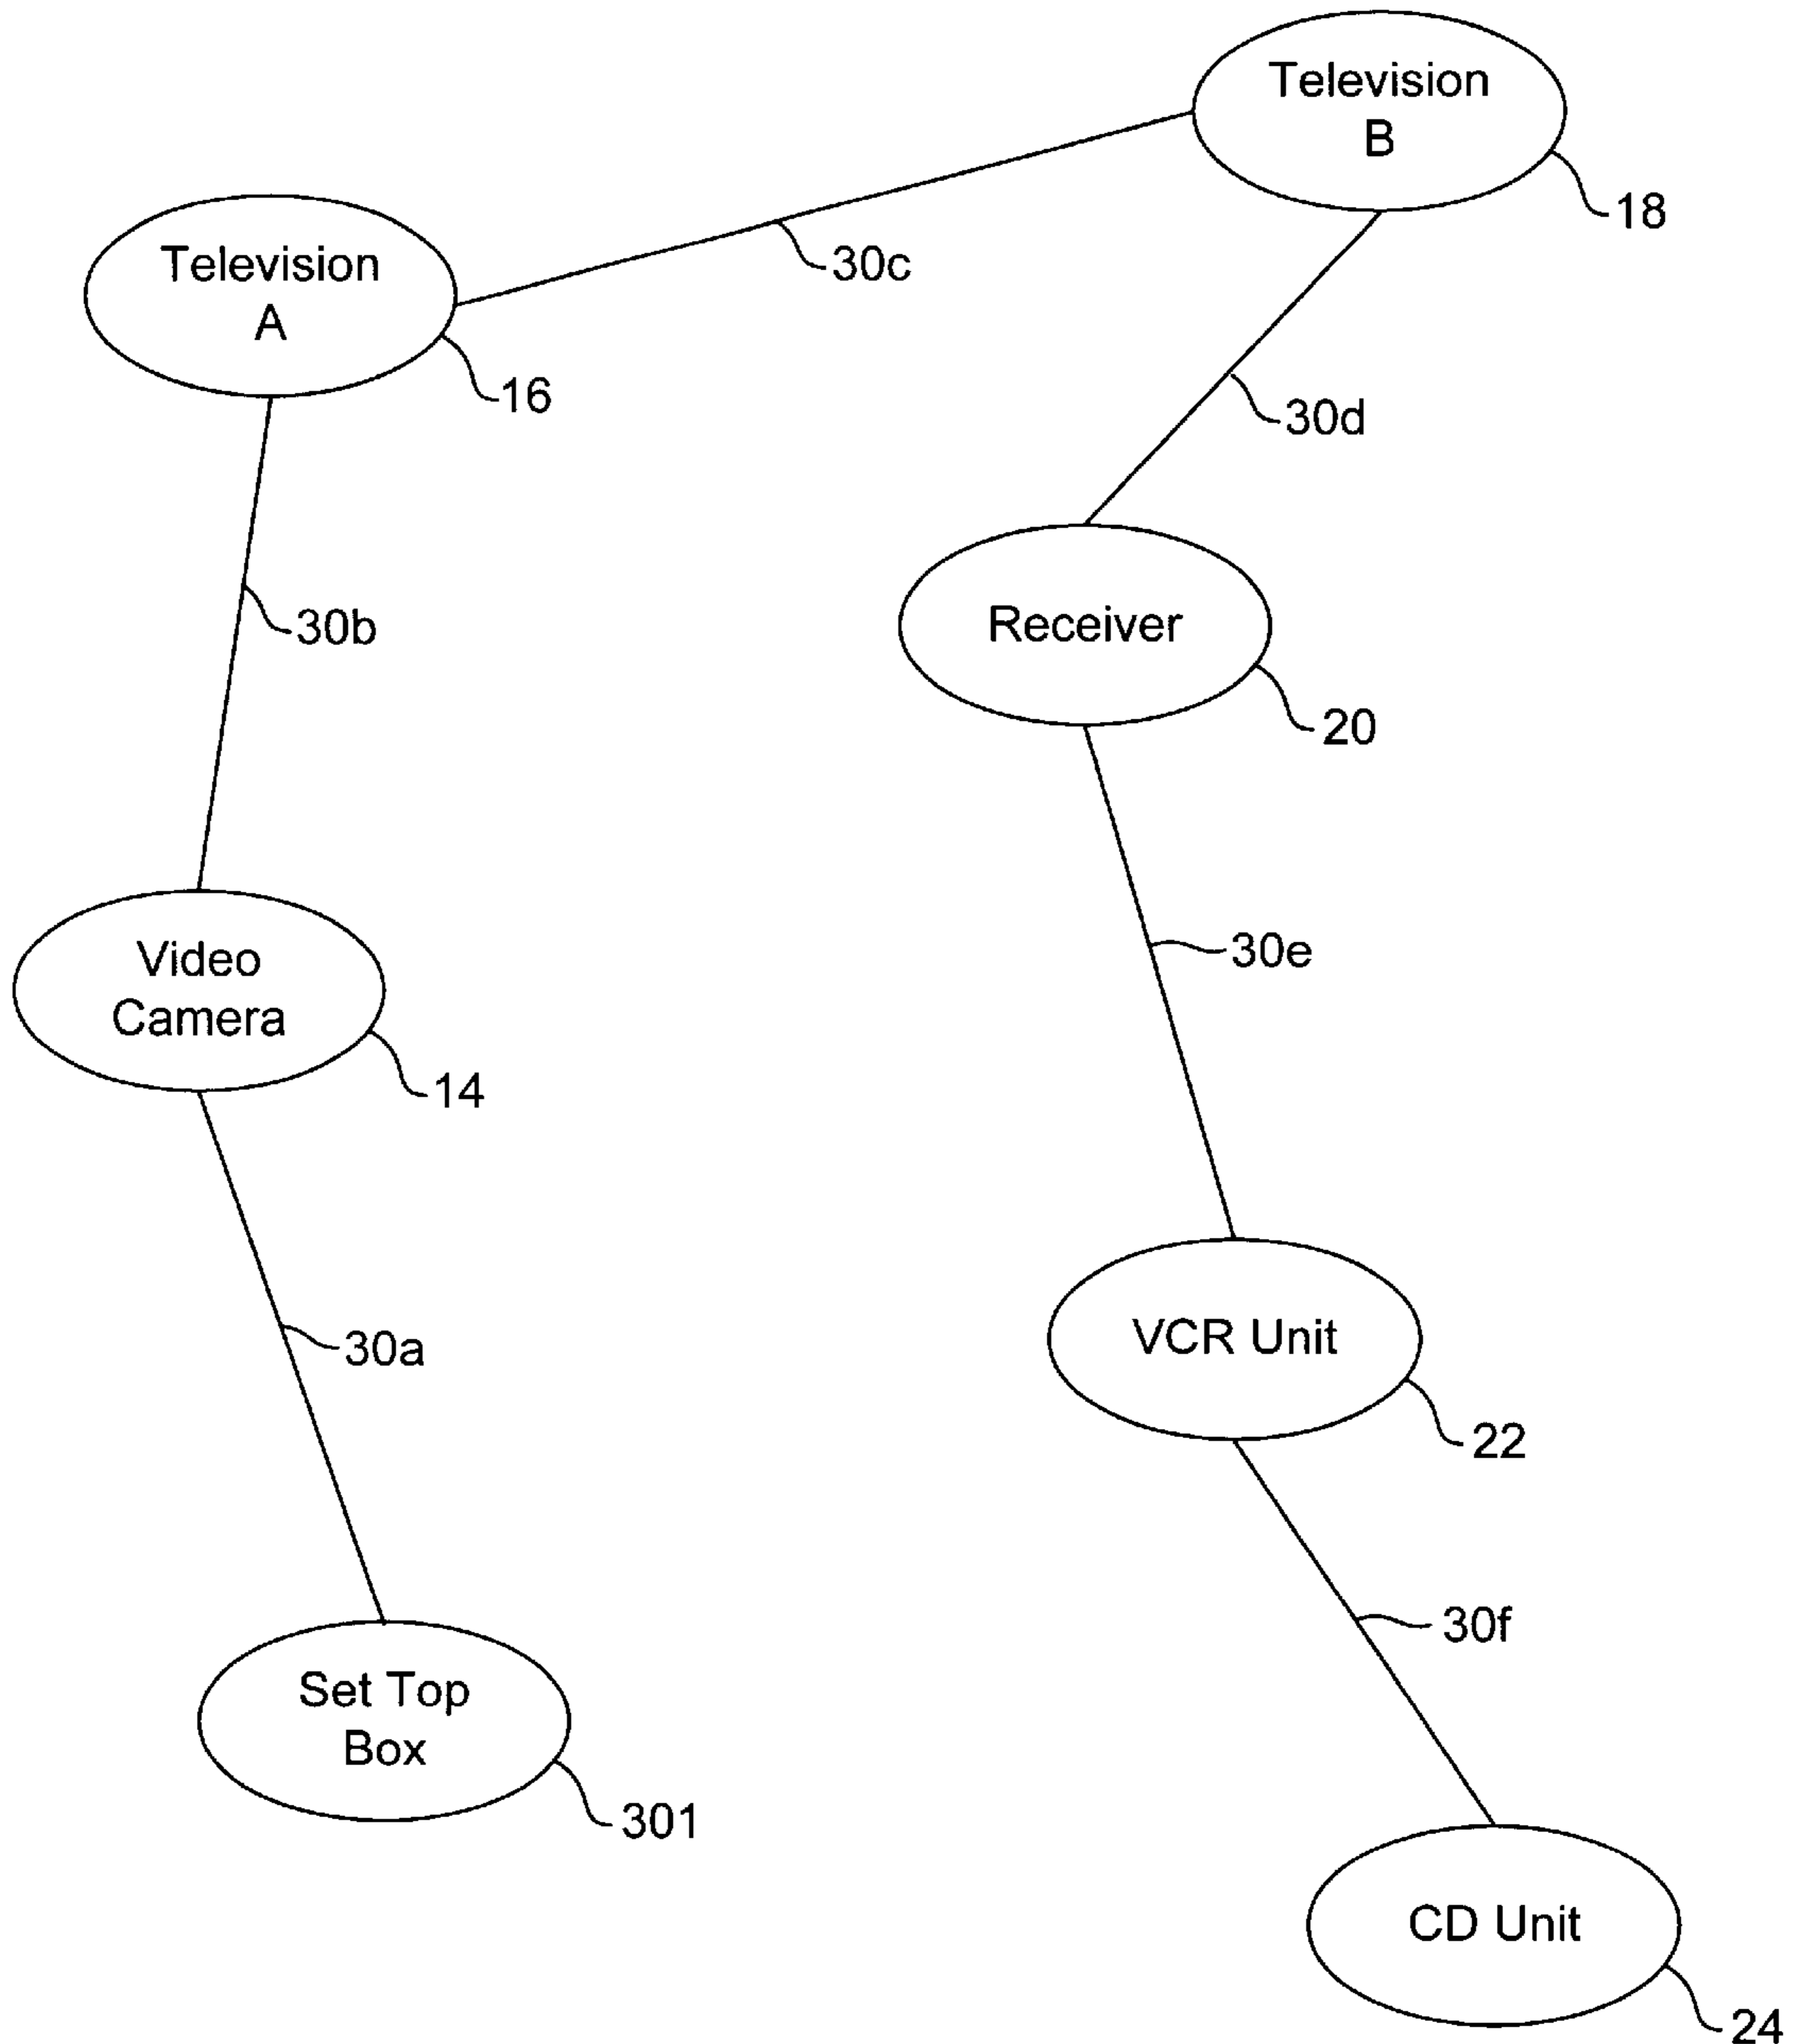 Television
B
18
30c
Television
A
16
30d
30b
Receiver
20
30e
Video
Camera
14
30a
VCR Unit
22
30f
Set Top
Box
301
CD Unit
24